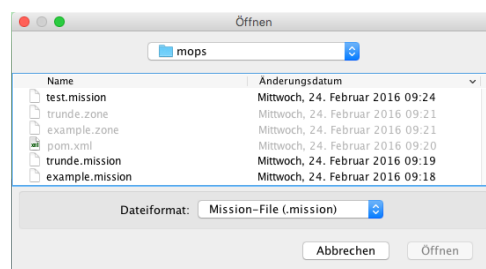 Öffnen
mops
Name Änderungsdatum
test.mission Mittwoch, 24. Februar 2016 09:24
trunde.zone Mittwoch, 24. Februar 2016 09:21
example.zone Mittwoch, 24. Februar 2016 09:21
pom.xml Mittwoch, 24. Februar 2016 09:20
trunde.mission Mittwoch, 24. Februar 2016 09:19
example.mission Mittwoch, 24. Februar 2016 09:18
Dateiformat: Mission-File (.mission)
Abbrechen Öffnen